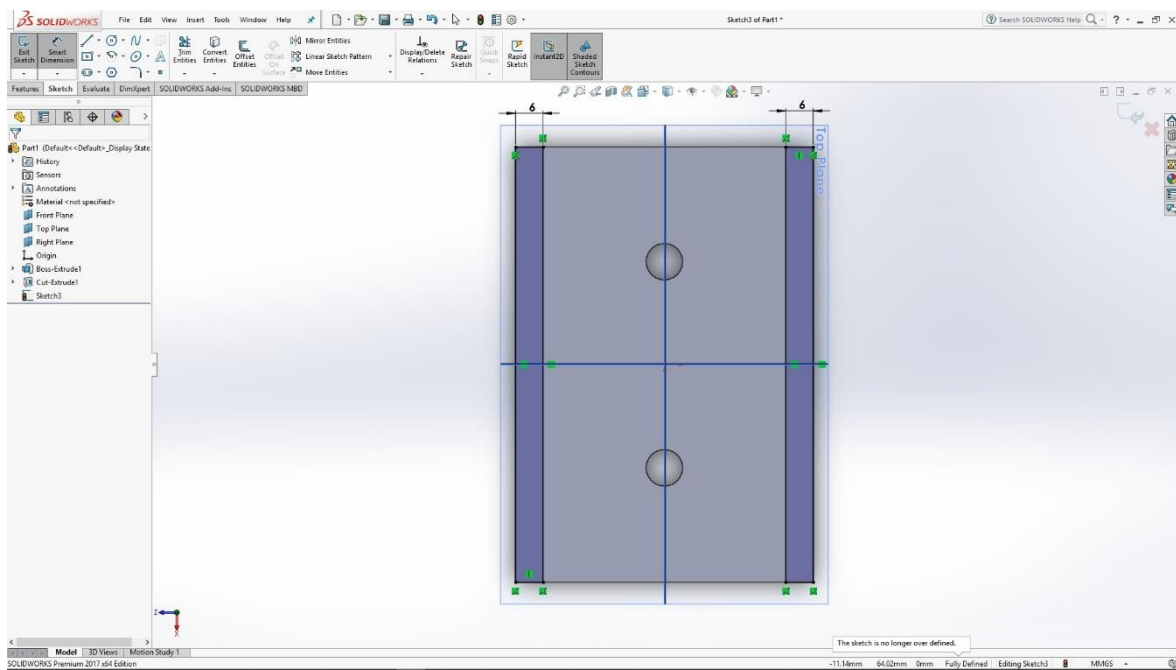 SOLIDWORKS File Edit View Insert Tools Window Help Sketch3 of Part1 * Search SOLIDWORKS Help
Exit Sketch
Smart Dimension
Trim Entities
Convert Entities
Offset Entities
Offset On Surface
Mirror Entities
Linear Sketch Pattern
Move Entities
Display/Delete Relations
Repair Sketch
Quick Snaps
Rapid Sketch
Instant2D
Shaded Sketch Contours
Features Sketch Evaluate DimXpert SOLIDWORKS Add-Ins SOLIDWORKS MBD
6 6
Top Plane
Part1 (Default<<Default>_Display State
History
Sensors
Annotations
Material <not specified>
Front Plane
Top Plane
Right Plane
Origin
Boss-Extrude1
Cut-Extrude1
Sketch3
Z
X
The sketch is no longer over defined.
Model 3D Views Motion Study 1
SOLIDWORKS Premium 2017 x64 Edition -11.14mm 64.02mm 0mm Fully Defined Editing Sketch3 MMGS